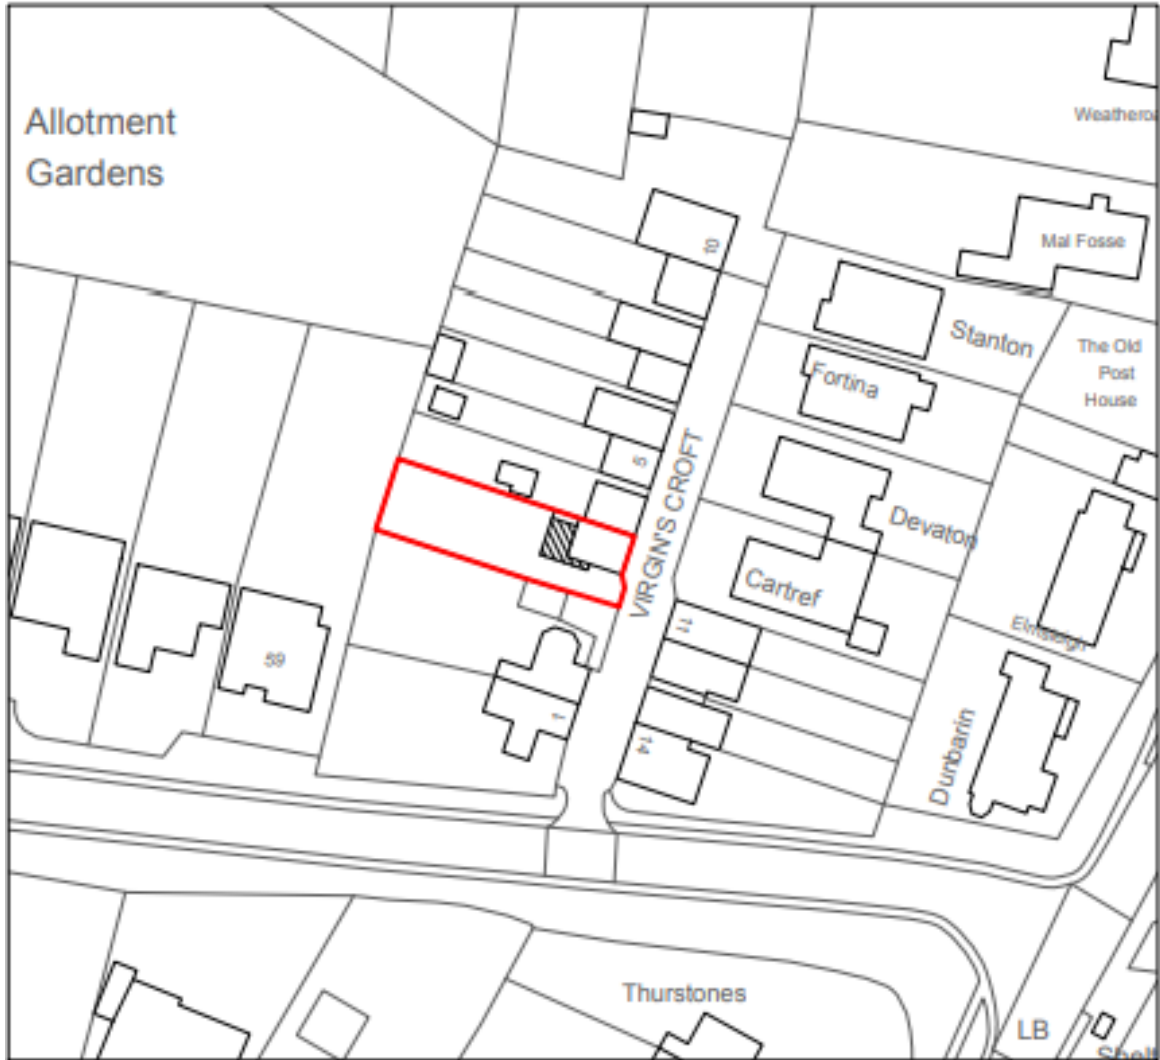 Allotment
Gardens
10
Mal Fosse
Stanton
The Old
Post
House
Fortina
5
VIRGIN'S CROFT
Devaton
Cartref
Elmsleigh
11
59
1
14
Dunbarin
Thurstones
LB